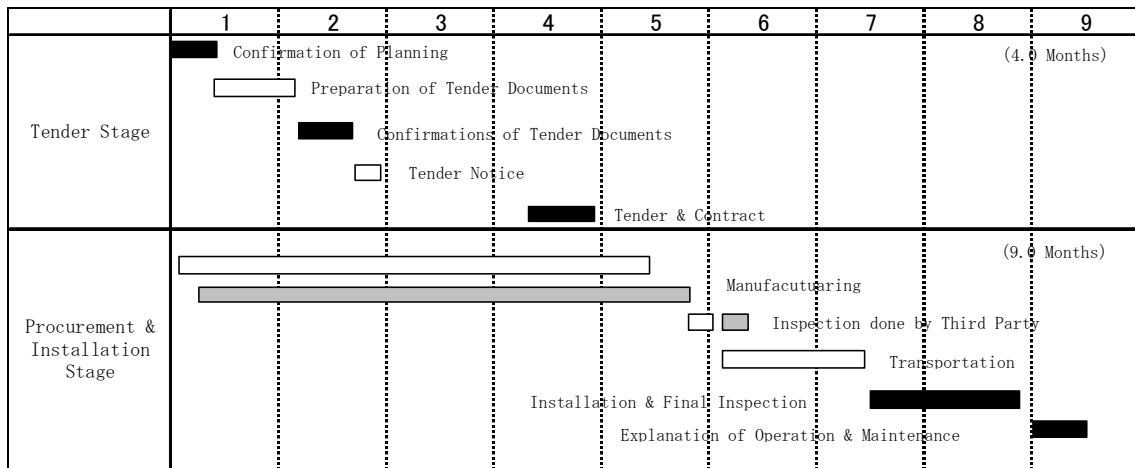 1 2 3 4 5 6 7 8 9
Confirmation of Planning
(4.0 Months)
Preparation of Tender Documents
Tender Stage
Confirmations of Tender Documents
Tender Notice
Tender & Contract
(9.0 Months)
Manufacutuaring
Procurement &
Installation
Stage
Inspection done by Third Party
Transportation
Installation & Final Inspection
Explanation of Operation & Maintenance